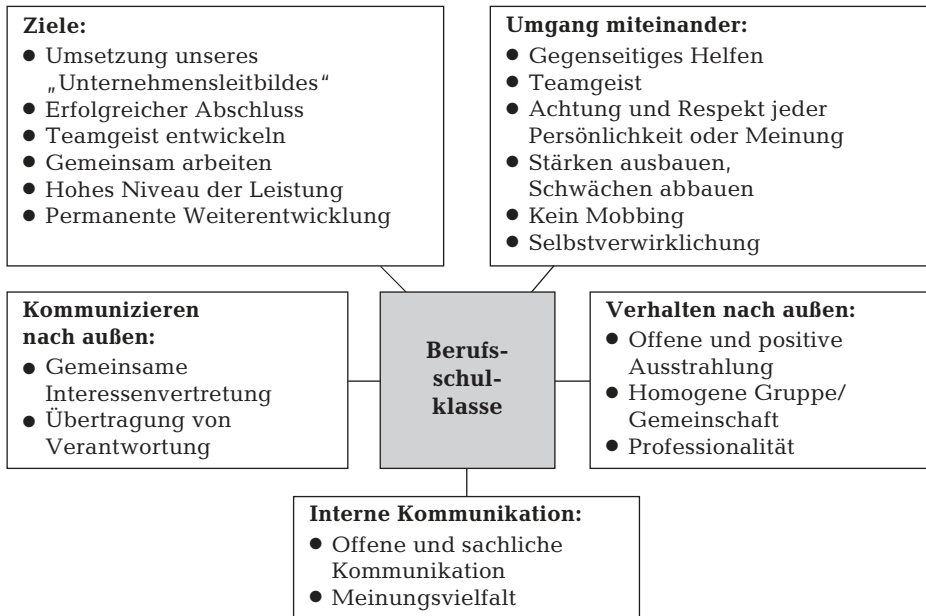 Ziele:
● Umsetzung unseres
„Unternehmensleitbildes"
● Erfolgreicher Abschluss
● Teamgeist entwickeln
● Gemeinsam arbeiten
● Hohes Niveau der Leistung
● Permanente Weiterentwicklung
Umgang miteinander:
● Gegenseitiges Helfen
● Teamgeist
● Achtung und Respekt jeder
Persönlichkeit oder Meinung
● Stärken ausbauen,
Schwächen abbauen
● Kein Mobbing
● Selbstverwirklichung
Kommunizieren
nach außen:
● Gemeinsame
Interessenvertretung
● Übertragung von
Verantwortung
Berufs-
schul-
klasse
Verhalten nach außen:
● Offene und positive
Ausstrahlung
● Homogene Gruppe/
Gemeinschaft
● Professionalität
Interne Kommunikation:
● Offene und sachliche
Kommunikation
● Meinungsvielfalt